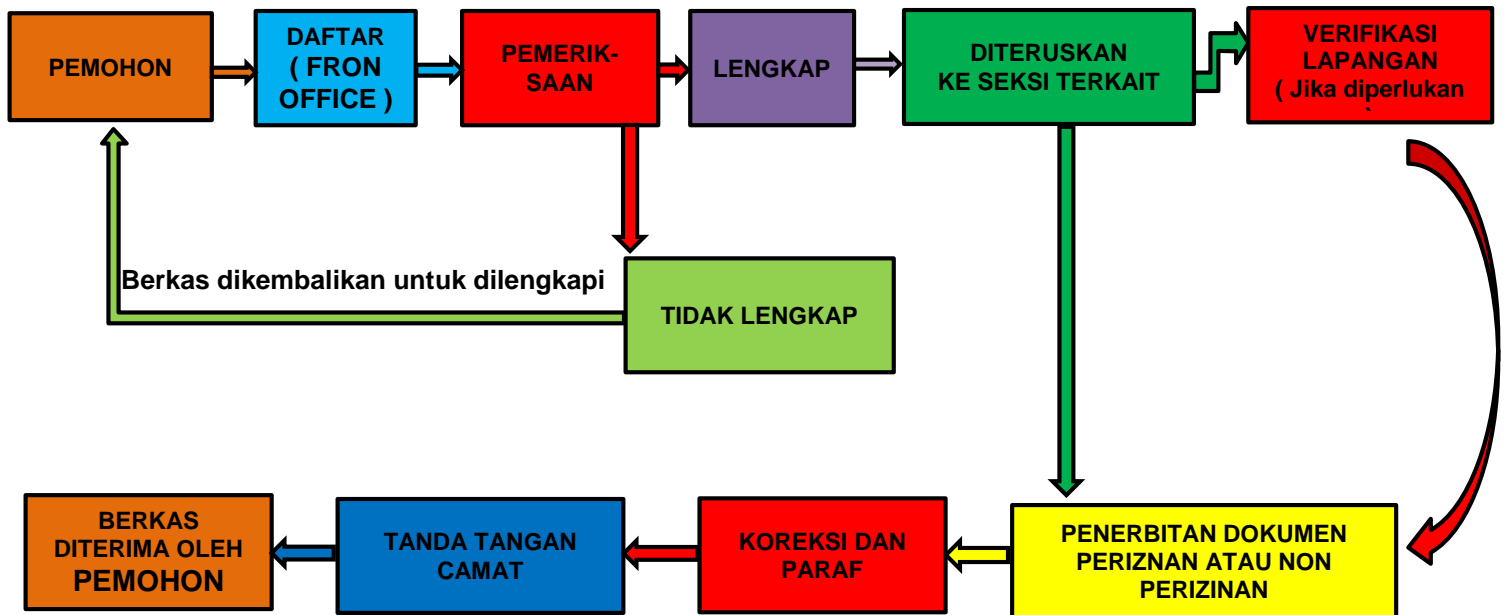 PEMOHON
DAFTAR
( FRON
OFFICE )
PEMERIK-
SAAN
LENGKAP
DITERUSKAN
KE SEKSI TERKAIT
VERIFIKASI
LAPANGAN
( Jika diperlukan
Berkas dikembalikan untuk dilengkapi
TIDAK LENGKAP
BERKAS
DITERIMA OLEH
PEMOHON
TANDA TANGAN
CAMAT
KOREKSI DAN
PARAF
PENERBITAN DOKUMEN
PERIZNAN ATAU NON
PERIZINAN